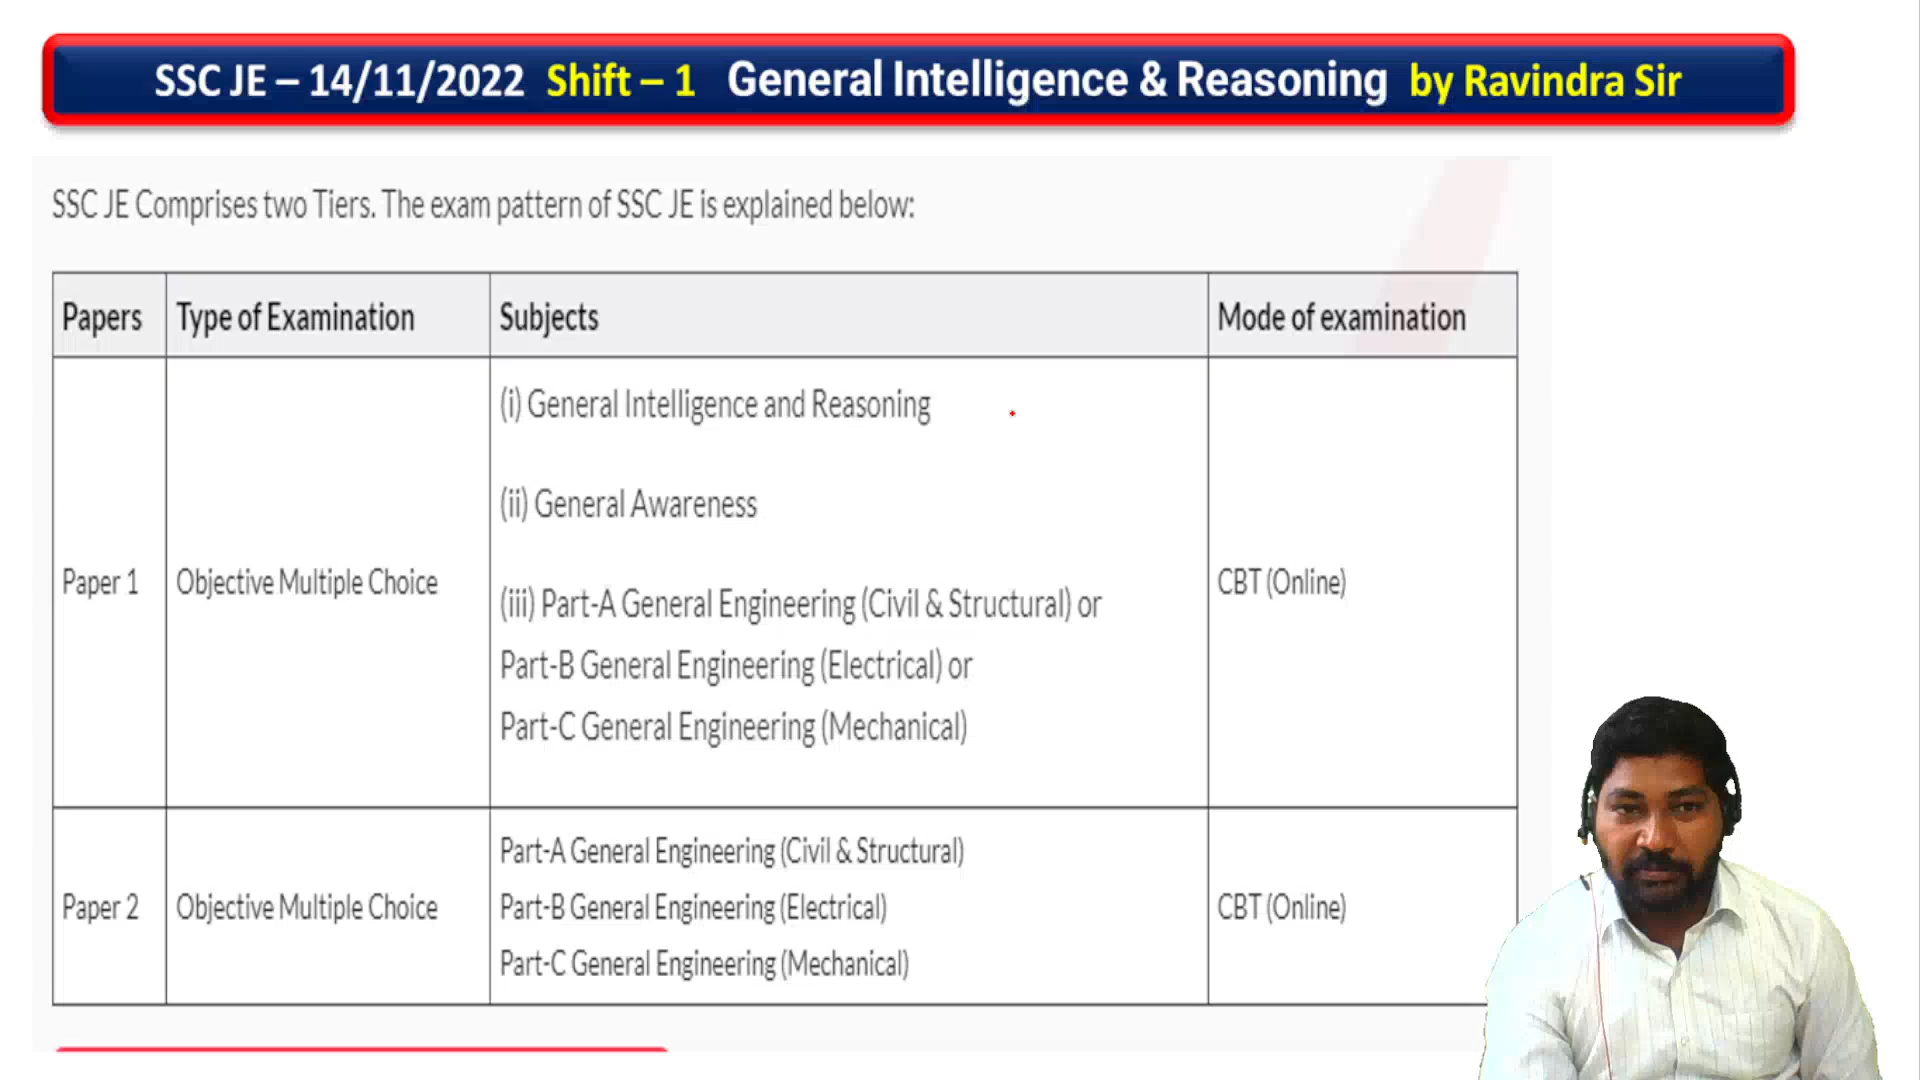 SSC JE – 14/11/2022 Shift – 1 General Intelligence & Reasoning by Ravindra Sir
SSC JE Comprises two Tiers. The exam pattern of SSC JE is explained below:
Papers Type of Examination Subjects Mode of examination
Paper 1 Objective Multiple Choice
(i) General Intelligence and Reasoning
(ii) General Awareness
(iii) Part-A General Engineering (Civil & Structural) or
Part-B General Engineering (Electrical) or
Part-C General Engineering (Mechanical)
CBT (Online)
Paper 2 Objective Multiple Choice
Part-A General Engineering (Civil & Structural)
Part-B General Engineering (Electrical)
Part-C General Engineering (Mechanical)
CBT (Online)